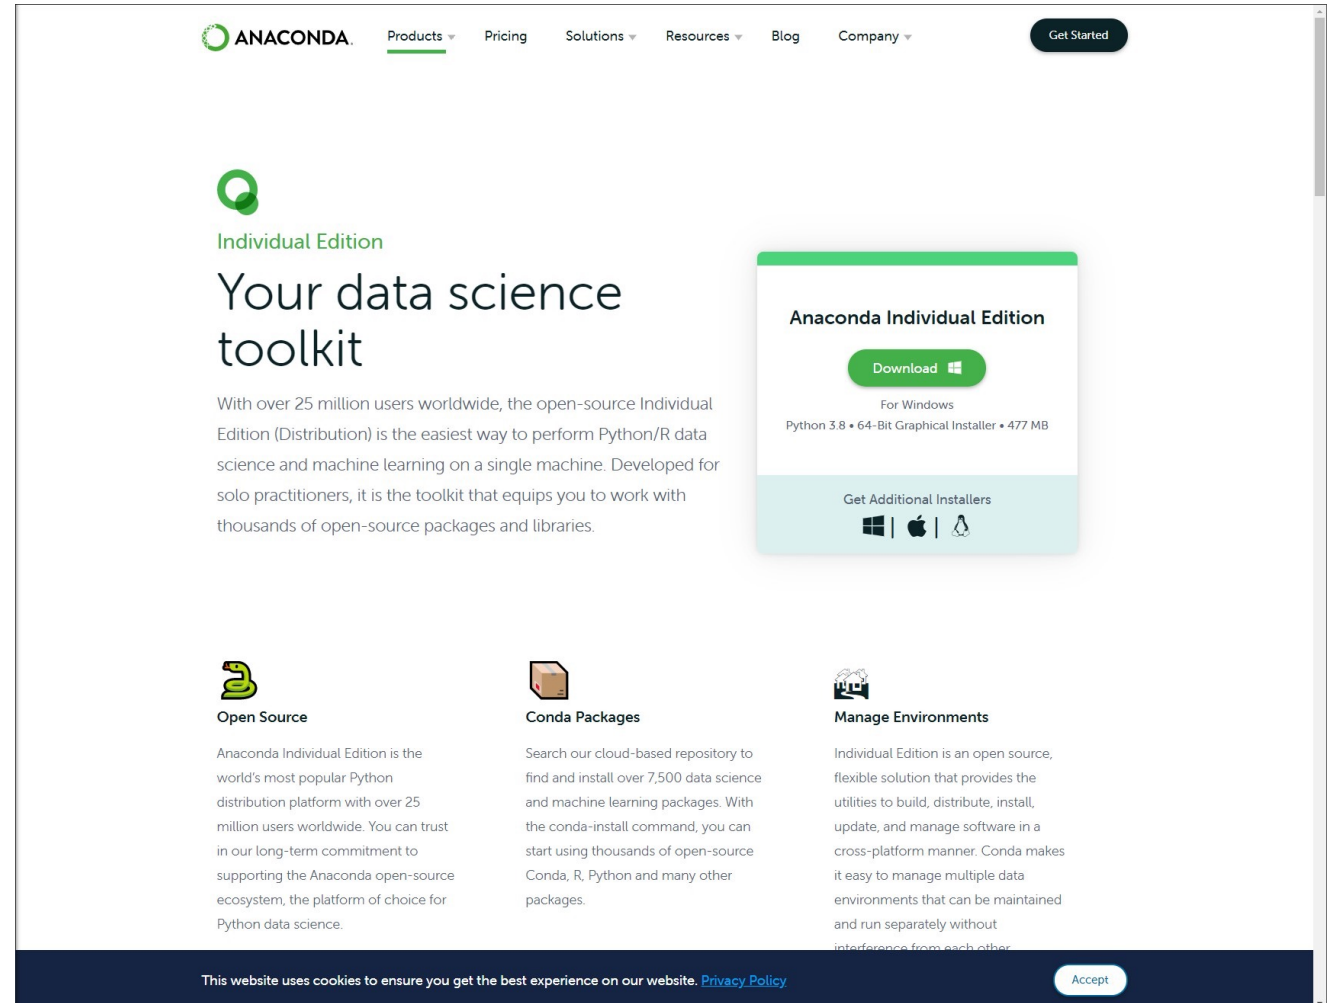 ANACONDA.
Products
Pricing
Solutions
Resources
Blog
Company
Get Started
Individual Edition
Your data science
toolkit
With over 25 million users worldwide, the open-source Individual
Edition (Distribution) is the easiest way to perform Python/R data
science and machine learning on a single machine. Developed for
solo practitioners, it is the toolkit that equips you to work with
thousands of open-source packages and libraries.
Anaconda Individual Edition
Download
For Windows
Python 3.8 • 64-Bit Graphical Installer • 477 MB
Get Additional Installers
Open Source
Anaconda Individual Edition is the
world's most popular Python
distribution platform with over 25
million users worldwide. You can trust
in our long-term commitment to
supporting the Anaconda open-source
ecosystem, the platform of choice for
Python data science.
Conda Packages
Search our cloud-based repository to
find and install over 7,500 data science
and machine learning packages. With
the conda-install command, you can
start using thousands of open-source
Conda, R, Python and many other
packages.
Manage Environments
Individual Edition is an open source,
flexible solution that provides the
utilities to build, distribute, install,
update, and manage software in a
cross-platform manner. Conda makes
it easy to manage multiple data
environments that can be maintained
and run separately without
interference from each other
This website uses cookies to ensure you get the best experience on our website. Privacy Policy
Accept